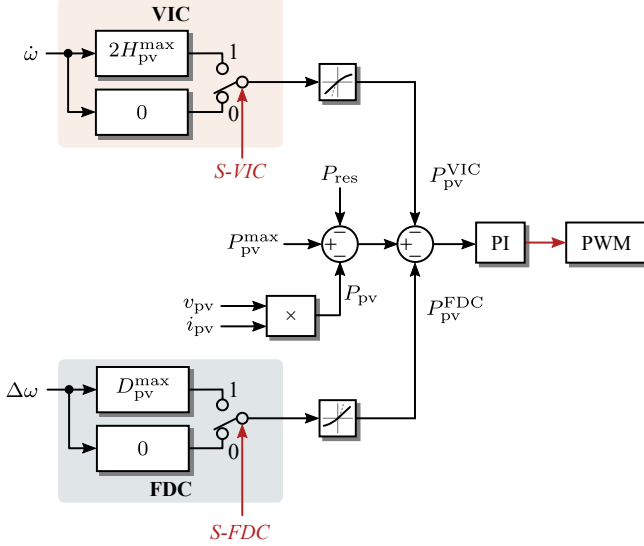 VIC
ω̇
2H_pv^max
1
0
0
S-VIC
P_pv^VIC
P_res
P_pv^max
+
−
−
+
−
−
PI
PWM
P_pv
P_pv^FDC
v_pv
i_pv
×
Δω
D_pv^max
1
0
0
FDC
S-FDC